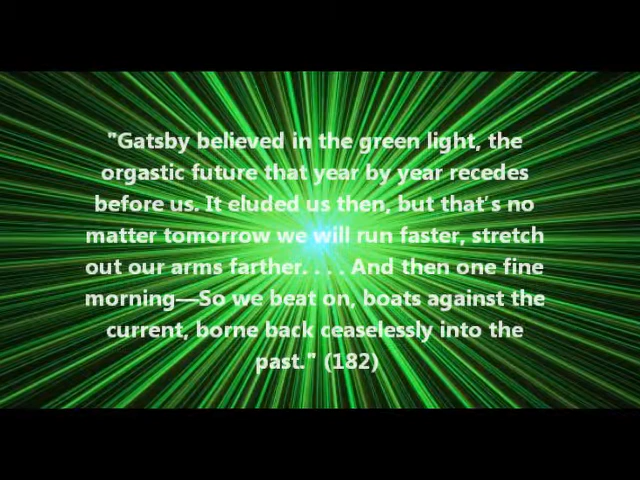 "Gatsby believed in the green light, the
orgastic future that year by year recedes
before us. It eluded us then, but that's no
matter tomorrow we will run faster, stretch
out our arms farther. . . . And then one fine
morning—So we beat on, boats against the
current, borne back ceaselessly into the
past." (182)